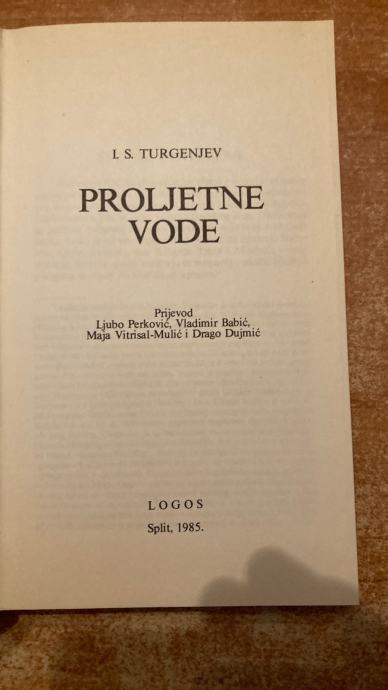 I. S. TURGENJEV
PROLJETNE
VODE
Prijevod
Ljubo Perković, Vladimir Babić,
Maja Vitrisal-Mulić i Drago Dujmić
LOGOS
Split, 1985.